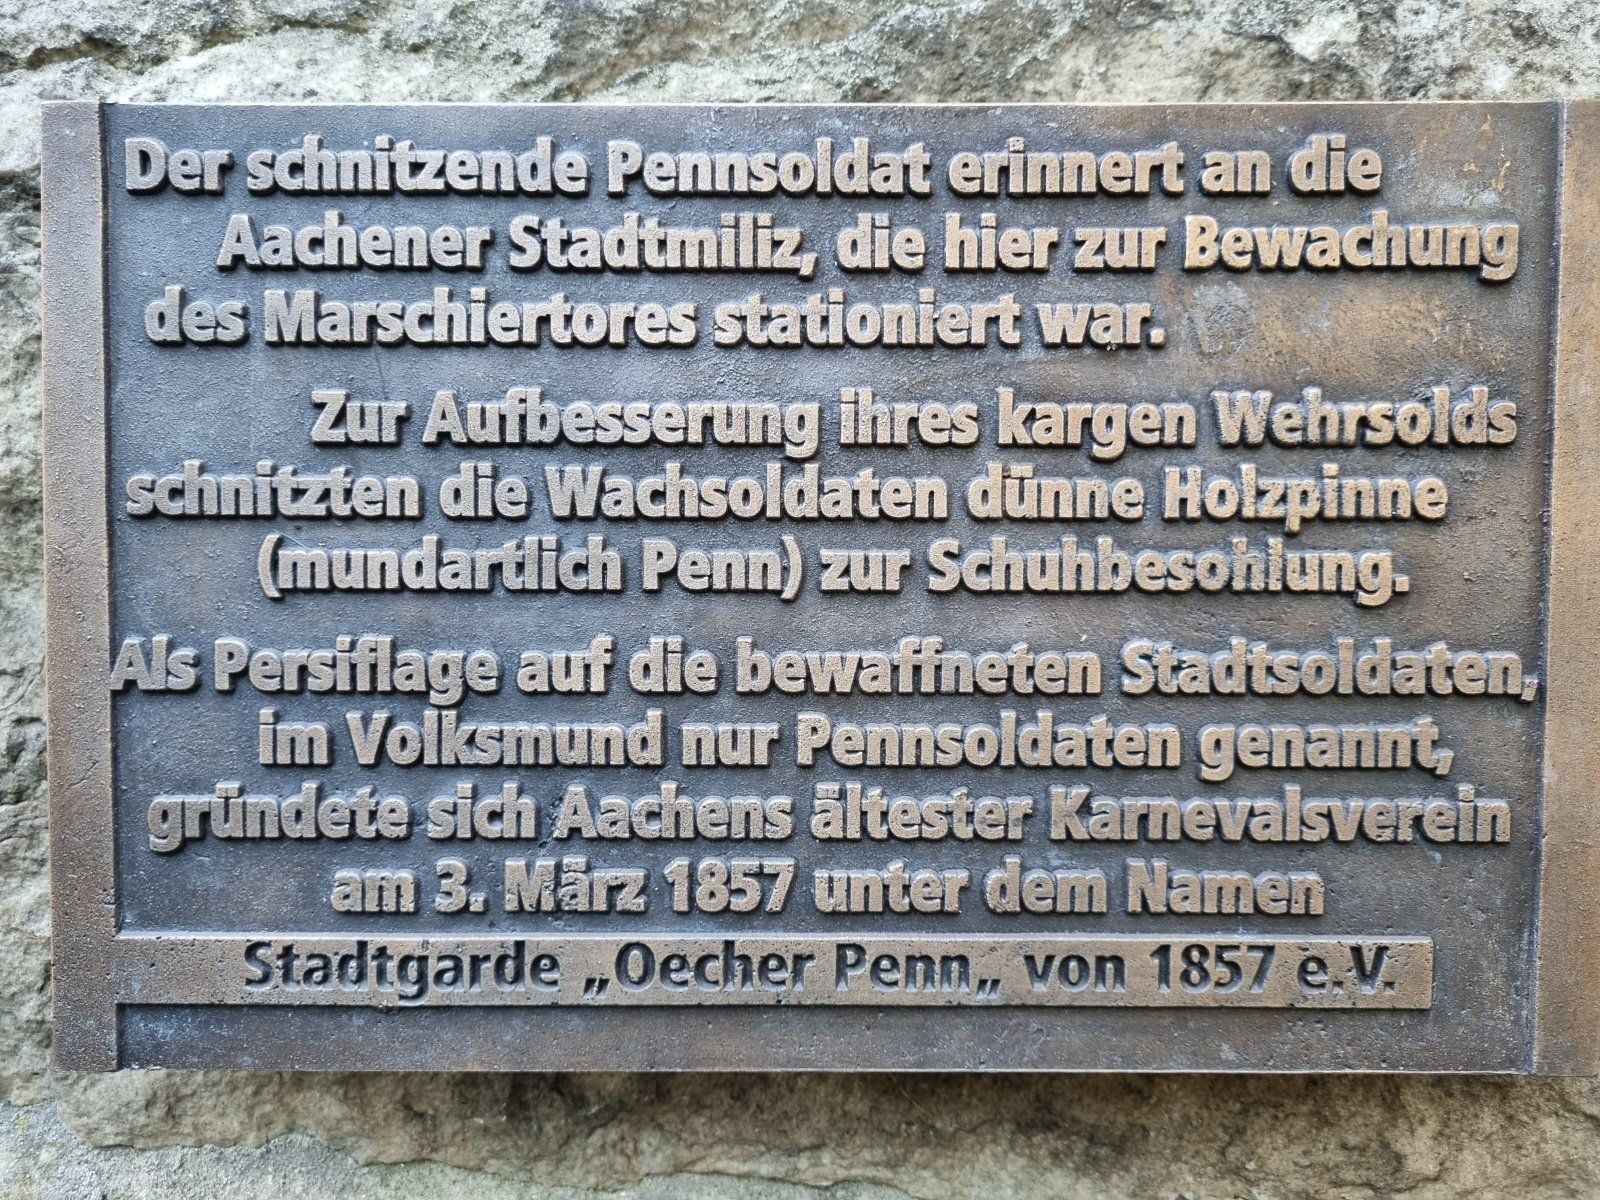 Der schnitzende Pennsoldat erinnert an die
Aachener Stadtmiliz, die hier zur Bewachung
des Marschiertores stationiert war.
Zur Aufbesserung ihres kargen Wehrsolds
schnitzten die Wachsoldaten dünne Holzpinne
(mundartlich Penn) zur Schuhbesohlung.
Als Persiflage auf die bewaffneten Stadtsoldaten,
im Volksmund nur Pennsoldaten genannt,
gründete sich Aachens ältester Karnevalsverein
am 3. März 1857 unter dem Namen
Stadtgarde „Oecher Penn„ von 1857 e.V.